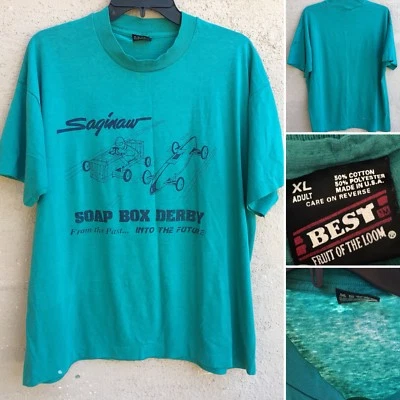 Saginaw
SOAP BOX DERBY
From the Past... INTO THE FUTURE
XL
ADULT
50% COTTON
50% POLYESTER
MADE IN U.S.A.
CARE ON REVERSE
BEST TM
FRUIT OF THE LOOM ®